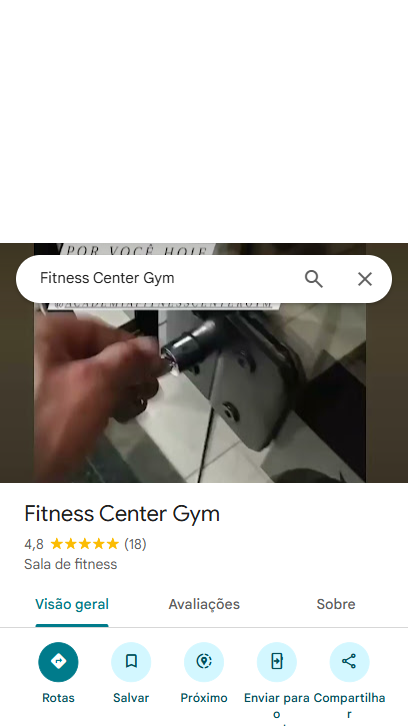 POR VOCÊ HOJE
Fitness Center Gym
@ACADEMIAFITNESSCENTERGYM
Fitness Center Gym
4,8 (18)
Sala de fitness
Visão geral Avaliações Sobre
Rotas Salvar Próximo Enviar para o Compartilhar